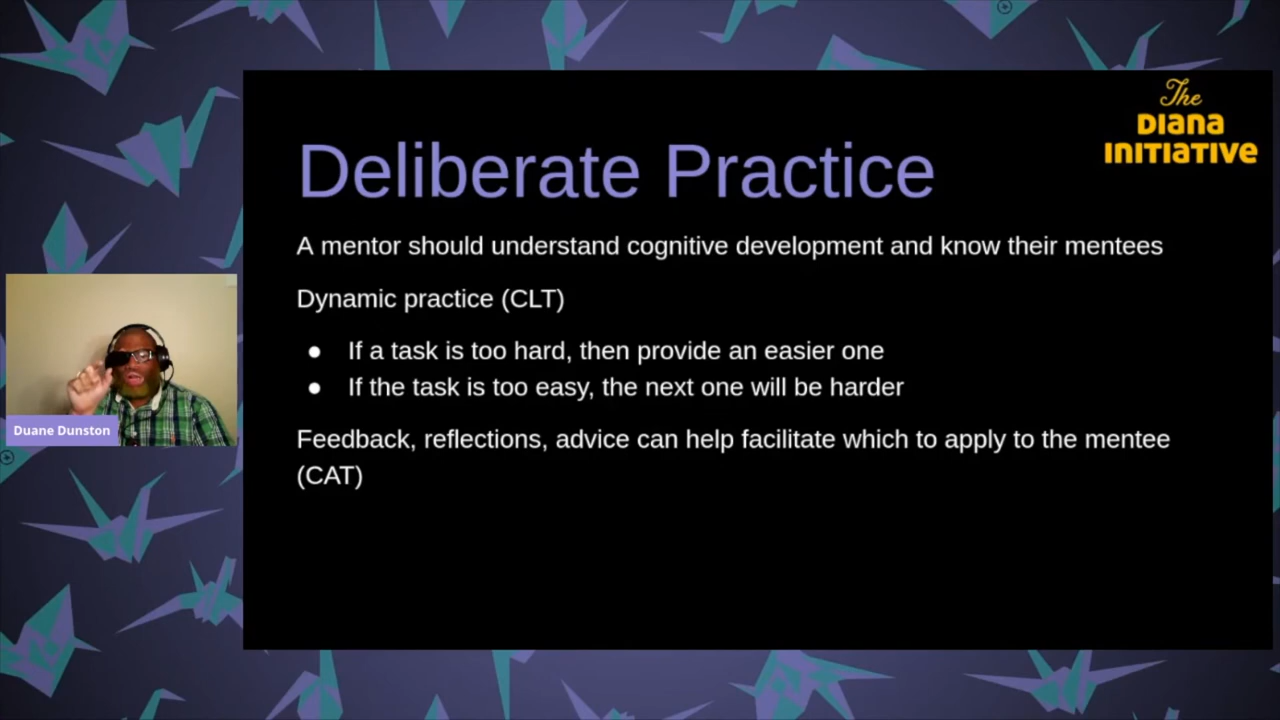 The
DIANA
INITIATIVE
Deliberate Practice
A mentor should understand cognitive development and know their mentees
Dynamic practice (CLT)
● If a task is too hard, then provide an easier one
● If the task is too easy, the next one will be harder
Feedback, reflections, advice can help facilitate which to apply to the mentee
(CAT)
Duane Dunston